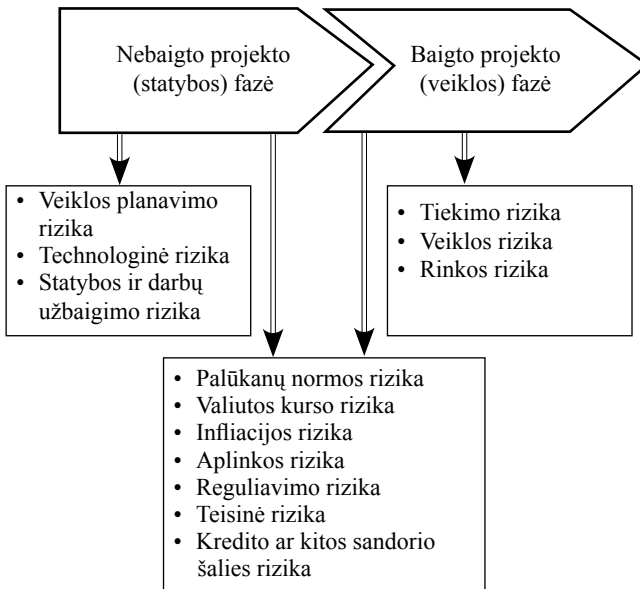 Nebaigto projekto
(statybos) fazė
Baigto projekto
(veiklos) fazė
• Veiklos planavimo
rizika
• Technologinė rizika
• Statybos ir darbų
užbaigimo rizika
• Tiekimo rizika
• Veiklos rizika
• Rinkos rizika
• Palūkanų normos rizika
• Valiutos kurso rizika
• Infliacijos rizika
• Aplinkos rizika
• Reguliavimo rizika
• Teisinė rizika
• Kredito ar kitos sandorio
šalies rizika